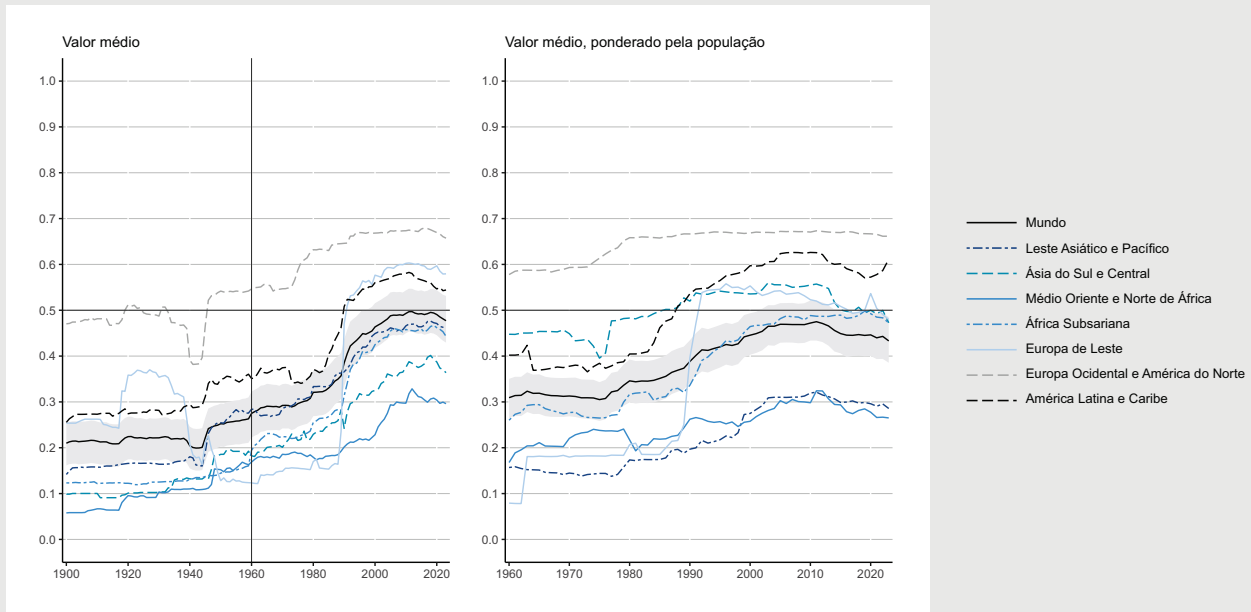 Valor médio
1.0
0.9
0.8
0.7
0.6
0.5
0.4
0.3
0.2
0.1
0.0
1900 1920 1940 1960 1980 2000 2020
Valor médio, ponderado pela população
1.0
0.9
0.8
0.7
0.6
0.5
0.4
0.3
0.2
0.1
0.0
1960 1970 1980 1990 2000 2010 2020
Mundo
Leste Asiático e Pacífico
Ásia do Sul e Central
Médio Oriente e Norte de África
África Subsariana
Europa de Leste
Europa Ocidental e América do Norte
América Latina e Caribe